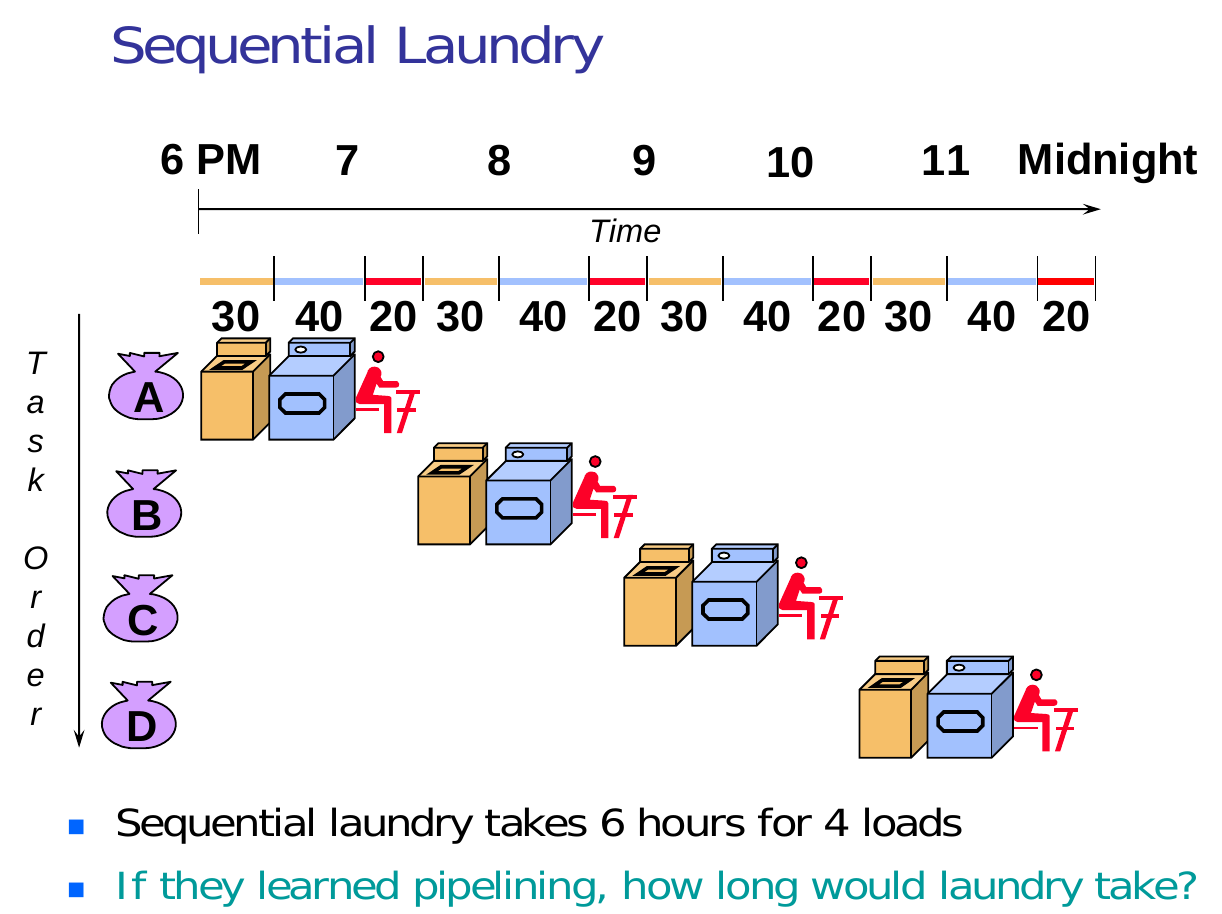 Sequential Laundry
6 PM 7 8 9 10 11 Midnight
Time
30 40 20 30 40 20 30 40 20 30 40 20
Task Order
A
B
C
D
Sequential laundry takes 6 hours for 4 loads
If they learned pipelining, how long would laundry take?